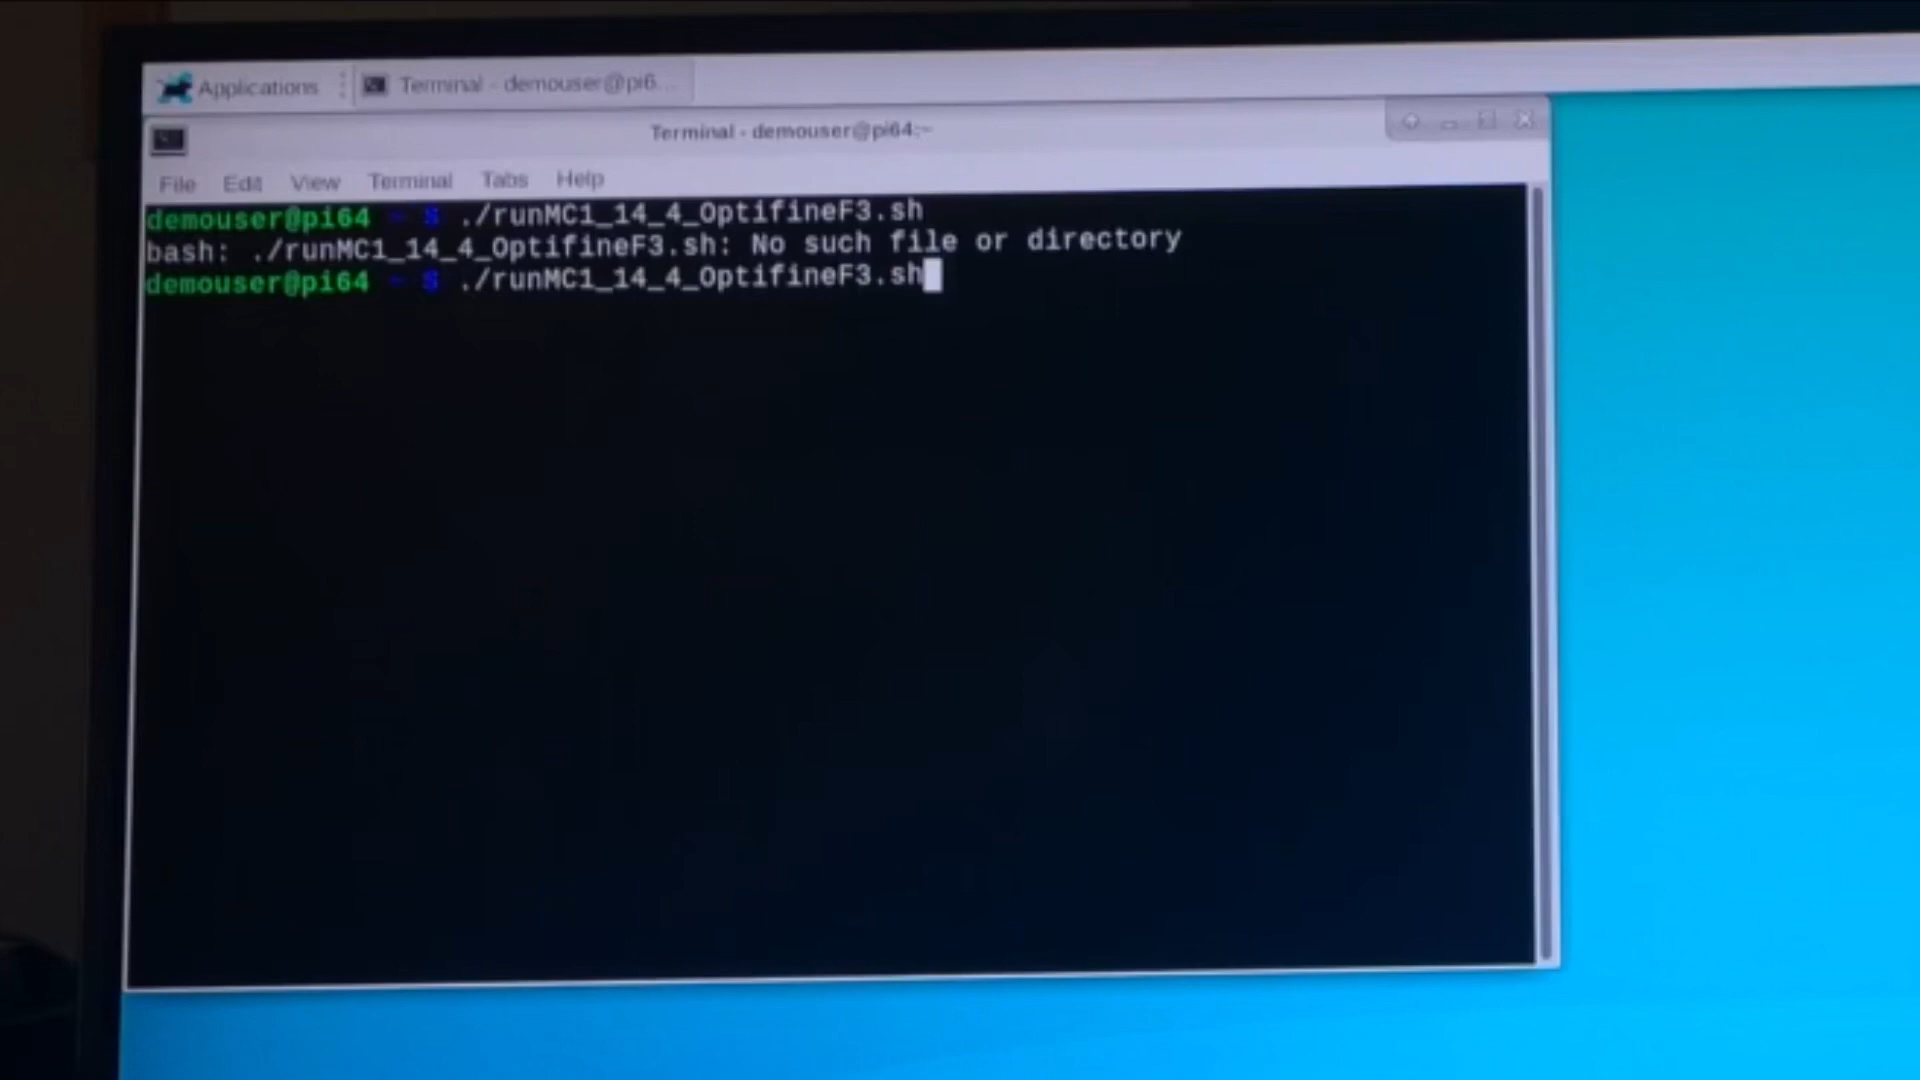 Applications Terminal - demouser@pi6...
Terminal - demouser@pi64:~
File Edit View Terminal Tabs Help
demouser@pi64 ~ $ ./runMC1_14_4_OptifineF3.sh
bash: ./runMC1_14_4_OptifineF3.sh: No such file or directory
demouser@pi64 ~ $ ./runMC1_14_4_OptifineF3.sh